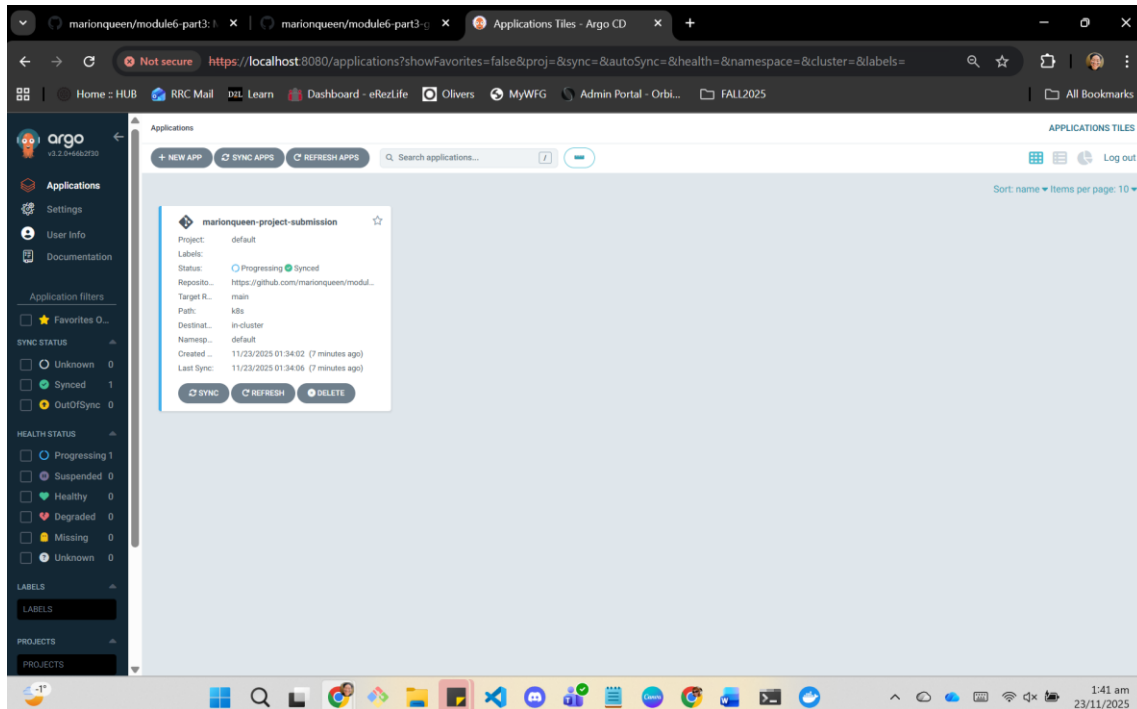 marionqueen/module6-part3: M
marionqueen/module6-part3-g
Applications Tiles - Argo CD
Not secure https://localhost:8080/applications?showFavorites=false&proj=&sync=&autoSync=&health=&namespace=&cluster=&labels=
Home :: HUB RRC Mail D2L Learn Dashboard - eRezLife Olivers MyWFG Admin Portal - Orbi... FALL2025 All Bookmarks
argo
v3.2.0+66b2f30
Applications
Settings
User Info
Documentation
Application filters
Favorites O...
SYNC STATUS
Unknown 0
Synced 1
OutOfSync 0
HEALTH STATUS
Progressing 1
Suspended 0
Healthy 0
Degraded 0
Missing 0
Unknown 0
LABELS
LABELS
PROJECTS
PROJECTS
Applications APPLICATIONS TILES
+ NEW APP SYNC APPS REFRESH APPS Search applications... / Log out
Sort: name Items per page: 10
marionqueen-project-submission
Project: default
Labels:
Status: Progressing Synced
Reposito... https://github.com/marionqueen/modul...
Target R... main
Path: k8s
Destinat... in-cluster
Namesp... default
Created ... 11/23/2025 01:34:02 (7 minutes ago)
Last Sync: 11/23/2025 01:34:06 (7 minutes ago)
SYNC REFRESH DELETE
-1°
1:41 am
23/11/2025